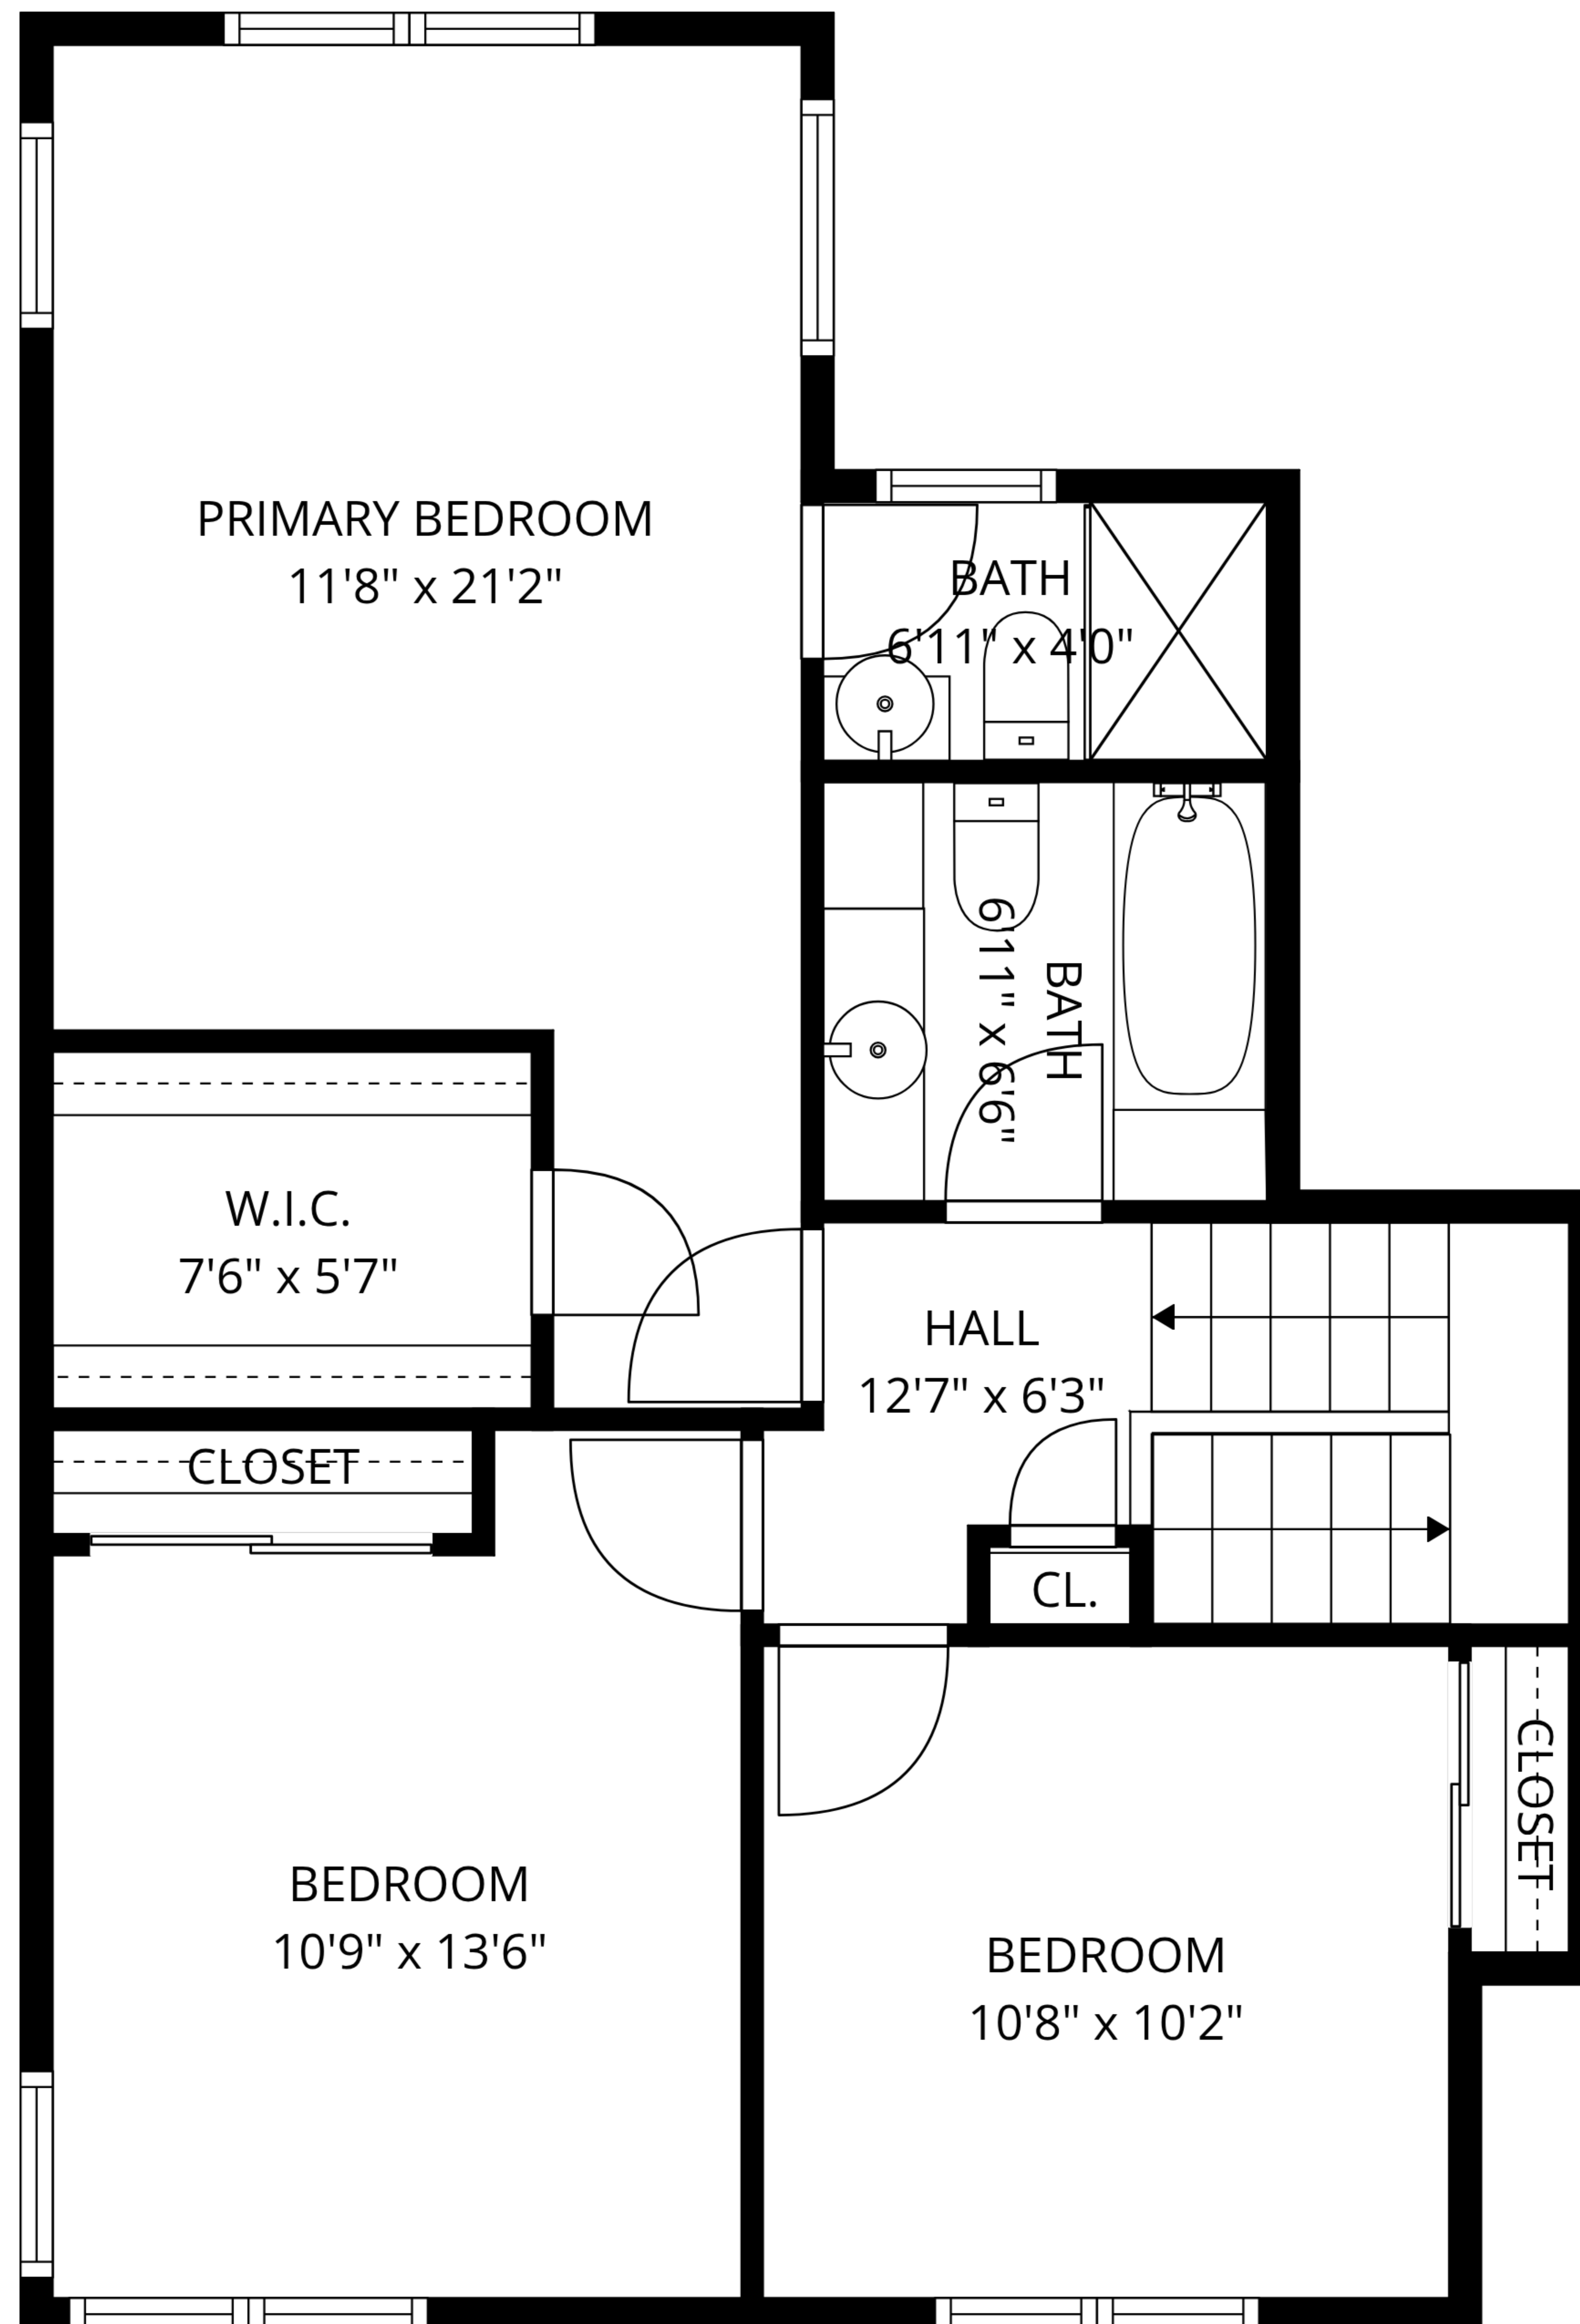 PRIMARY BEDROOM
11'8" x 21'2"
BATH
6'11" x 4'0"
BATH
6'11" x 6'6"
W.I.C.
7'6" x 5'7"
HALL
12'7" x 6'3"
CLOSET
CL.
CLOSET
BEDROOM
10'9" x 13'6"
BEDROOM
10'8" x 10'2"